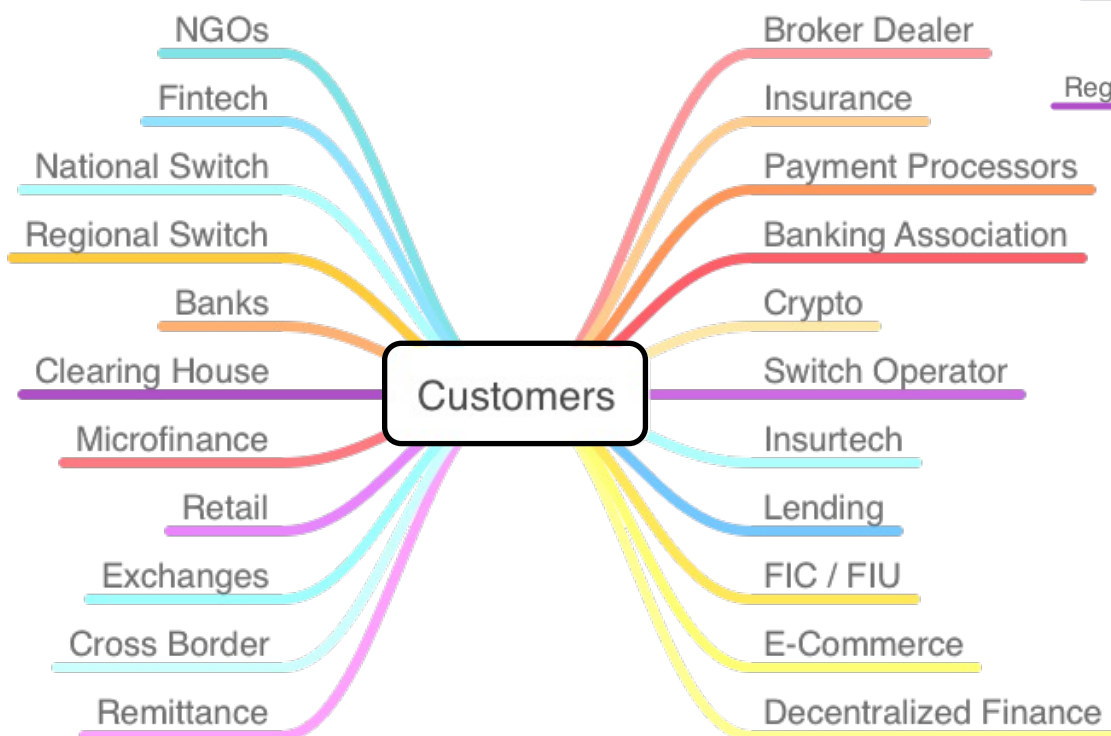 NGOs
Fintech
National Switch
Regional Switch
Banks
Clearing House
Microfinance
Retail
Exchanges
Cross Border
Remittance
Customers
Broker Dealer
Insurance
Payment Processors
Banking Association
Crypto
Switch Operator
Insurtech
Lending
FIC / FIU
E-Commerce
Decentralized Finance
Reg